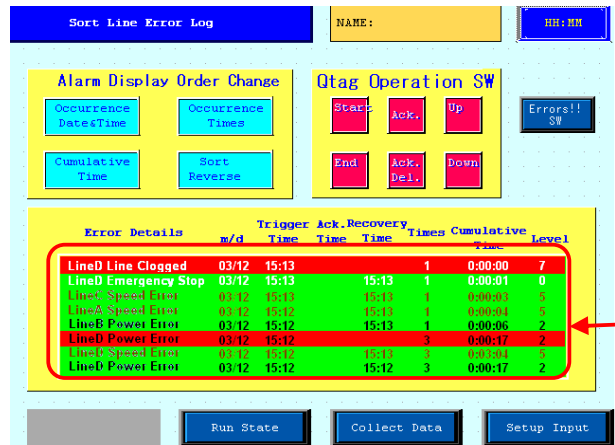 Sort Line Error Log
NAME:
HH:MM
Alarm Display Order Change
Qtag Operation SW
Occurrence
Date&Time
Occurrence
Times
Start
Ack.
Up
Errors!!
SW
Cumulative
Time
Sort
Reverse
End
Ack.
Del.
Down
Error Details m/d Trigger Time Ack. Time Recovery Time Times Cumulative Time Level
LineD Line Clogged 03/12 15:13 1 0:00:00 7
LineD Emergency Stop 03/12 15:13 15:13 1 0:00:01 0
LineC Speed Error 03/12 15:13 15:13 1 0:00:03 5
LineA Speed Error 03/12 15:12 15:13 1 0:00:04 5
LineB Power Error 03/12 15:12 15:13 1 0:00:06 2
LineD Power Error 03/12 15:12 3 0:00:17 2
LineD Speed Error 03/12 15:12 15:13 3 0:03:04 5
LineD Power Error 03/12 15:12 15:12 3 0:00:17 2
Run State
Collect Data
Setup Input